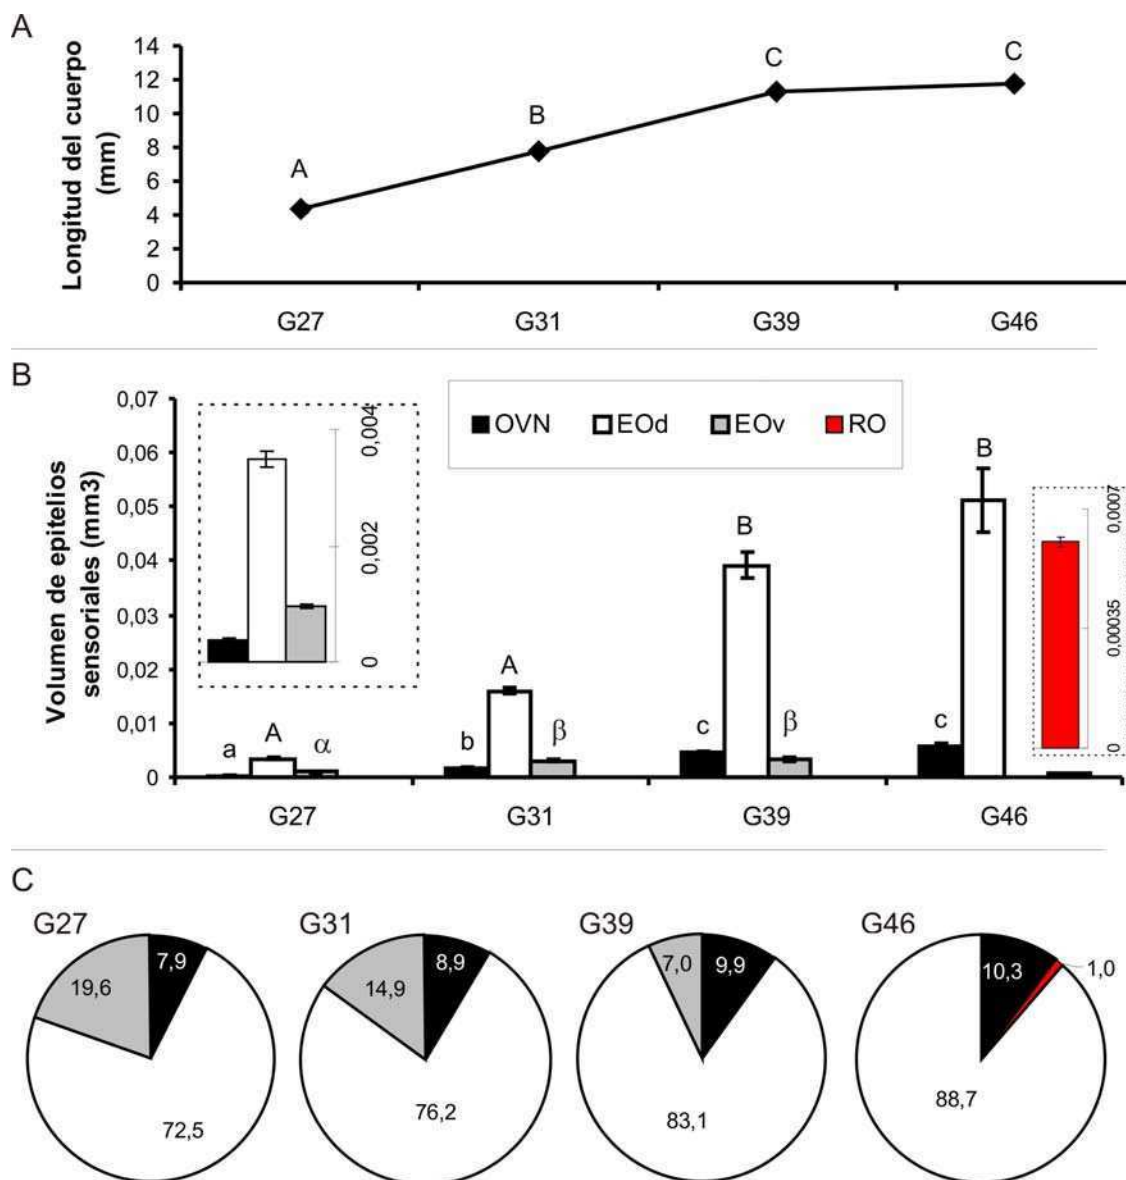 A
Longitud del cuerpo
(mm)
14
12
10
8
6
4
2
0
A
B
C
C
G27
G31
G39
G46
B
Volumen de epitelios
sensoriales (mm3)
0,07
0,06
0,05
0,04
0,03
0,02
0,01
0
0,004
0,002
0
OVN
EOd
EOv
RO
0,0007
0,00035
0
a
A
α
b
A
β
c
B
β
c
B
G27
G31
G39
G46
C
G27
7,9
19,6
72,5
G31
8,9
14,9
76,2
G39
9,9
7,0
83,1
G46
10,3
1,0
88,7